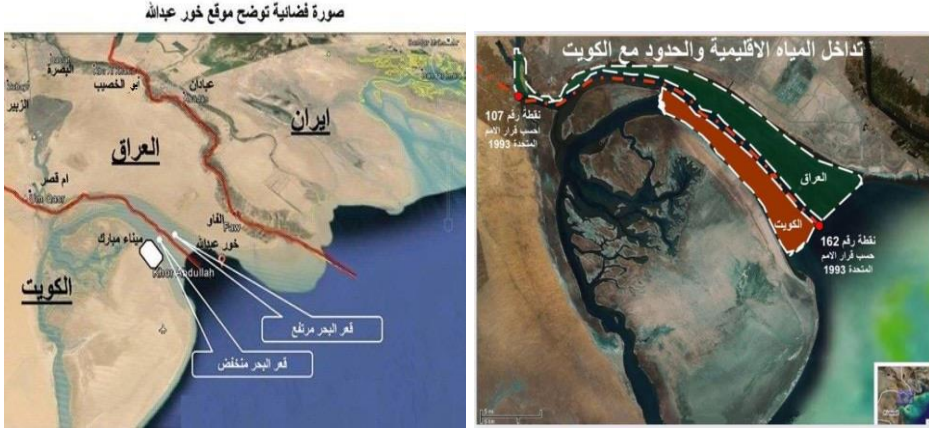 صورة فضائية توضح موقع خور عبدالله
البصرة
أبو الخصيب
عبادان
الزبير
ايران
العراق
ام قصر
Um Qasr
الفاو
Faw
ميناء مبارك
خور عبدالله
Khor Abdullah
الكويت
قعر البحر مرتفع
قعر البحر منخفض
تداخل المياه الاقليمية والحدود مع الكويت
نقطة رقم 107
احسب قرار الامم
المتحدة 1993
العراق
الكويت
نقطة رقم 162
حسب قرار الامم
المتحدة 1993